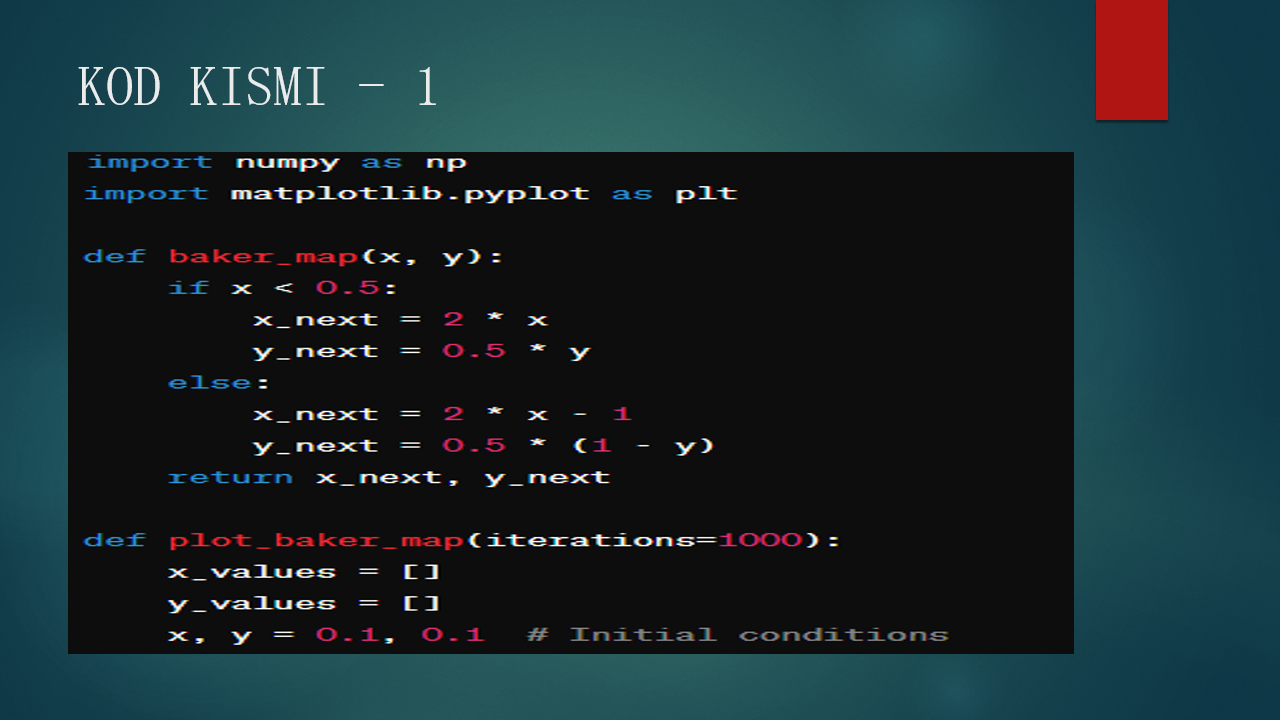 KOD KISMI - 1
import numpy as np
import matplotlib.pyplot as plt
def baker_map(x, y):
    if x < 0.5:
        x_next = 2 * x
        y_next = 0.5 * y
    else:
        x_next = 2 * x - 1
        y_next = 0.5 * (1 - y)
    return x_next, y_next
def plot_baker_map(iterations=1000):
    x_values = []
    y_values = []
    x, y = 0.1, 0.1  # Initial conditions